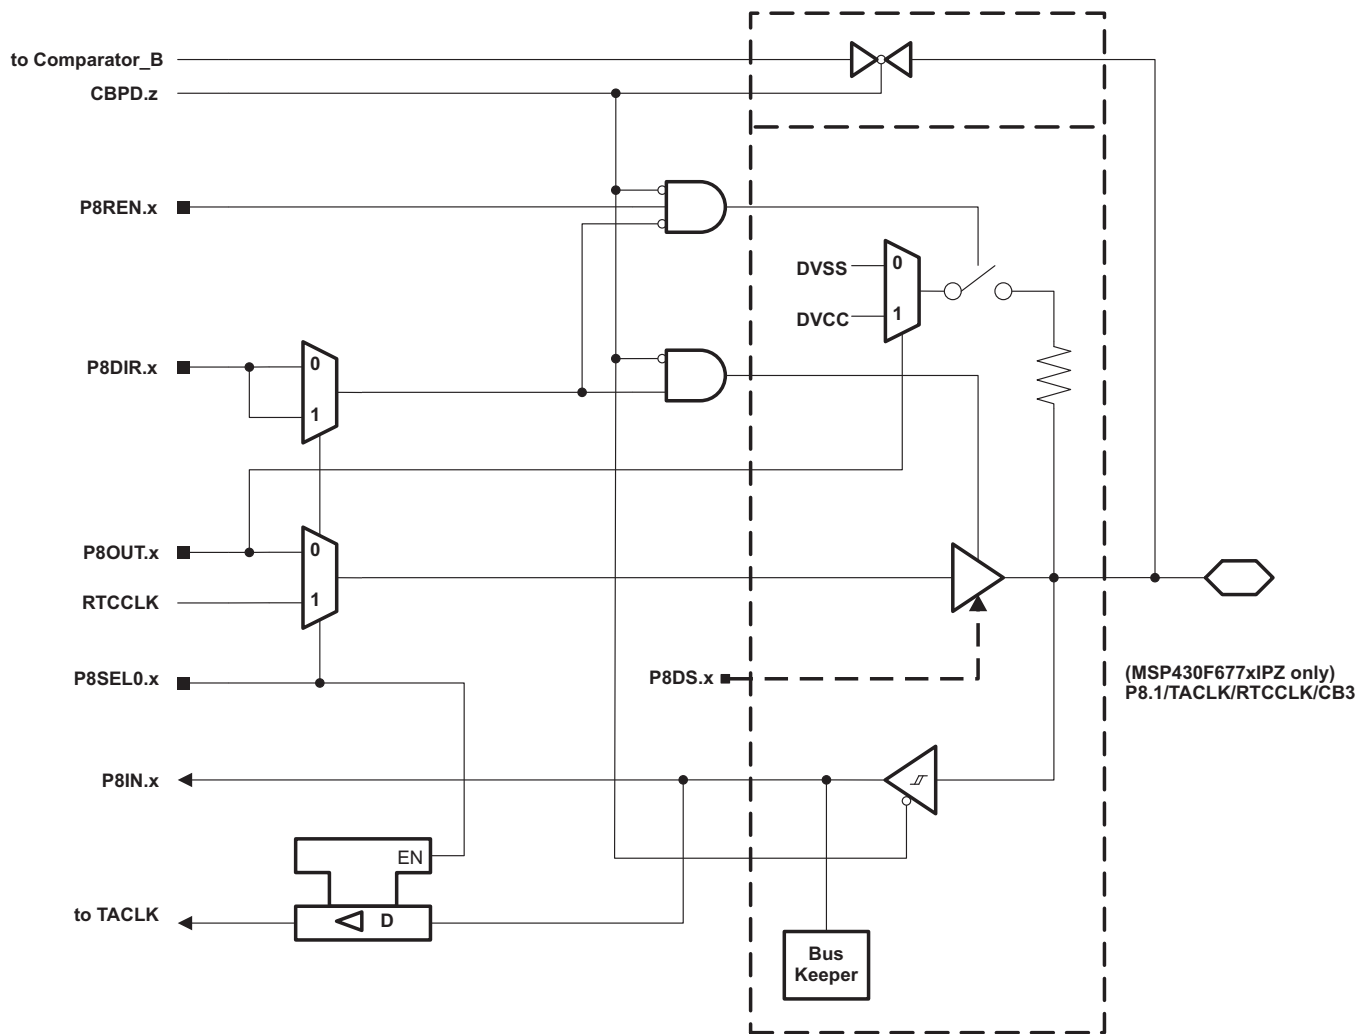 to Comparator_B
CBPD.z
P8REN.x
DVSS
0
DVCC
1
P8DIR.x
0
1
P8OUT.x
0
RTCCLK
1
P8SEL0.x
P8DS.x
(MSP430F677xIPZ only)
P8.1/TACLK/RTCCLK/CB3
P8IN.x
EN
to TACLK
D
Bus
Keeper